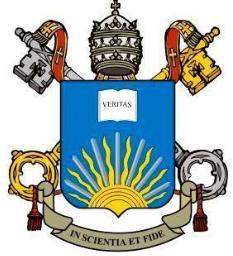 VERITAS
IN SCIENTIA ET FIDE